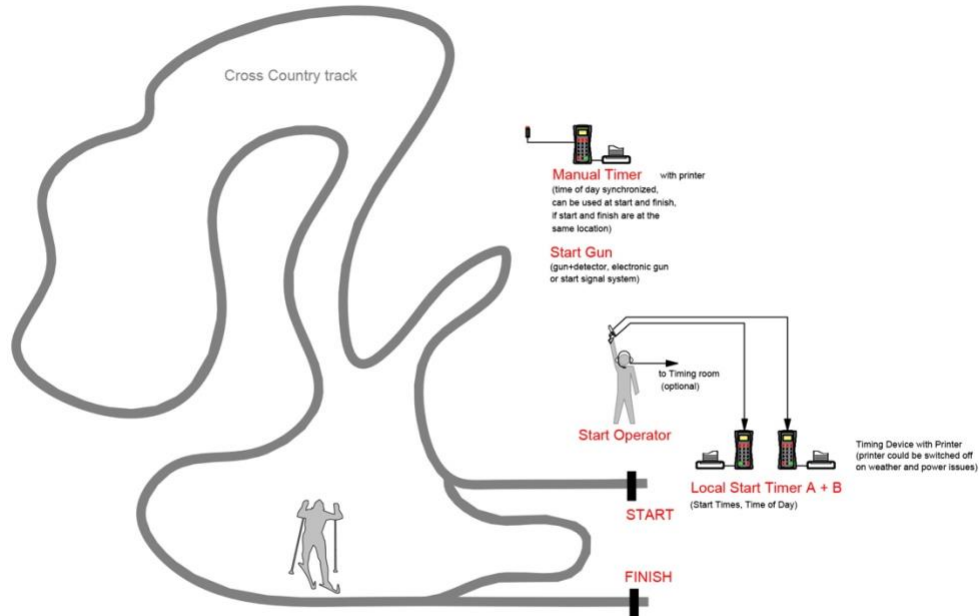 Cross Country track
Manual Timer with printer
(time of day synchronized,
can be used at start and finish,
if start and finish are at the
same location)
Start Gun
(gun+detector, electronic gun
or start signal system)
to Timing room
(optional)
Start Operator
Timing Device with Printer
(printer could be switched off
on weather and power issues)
Local Start Timer A + B
(Start Times, Time of Day)
START
FINISH